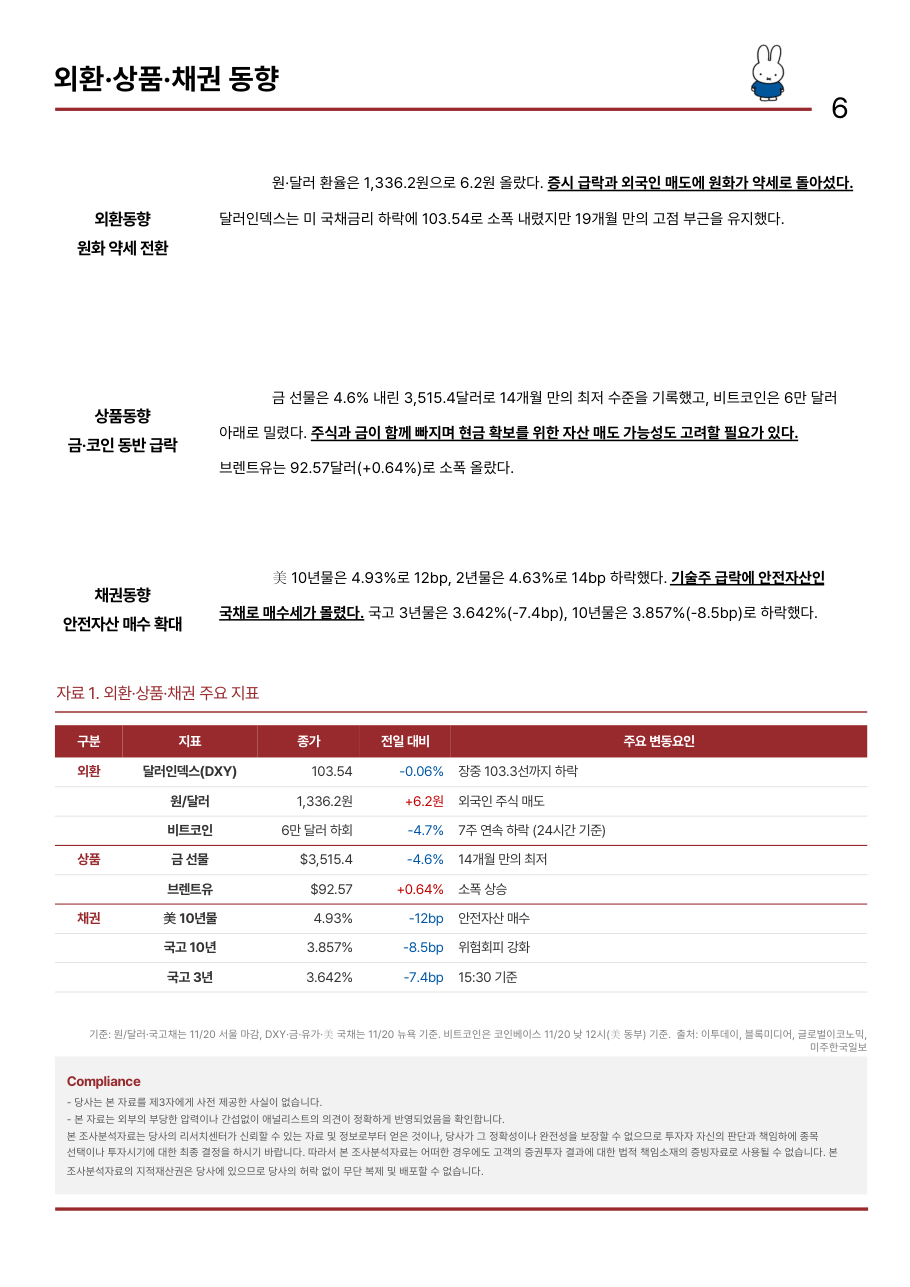 외환·상품·채권 동향
6
원·달러 환율은 1,336.2원으로 6.2원 올랐다. 증시 급락과 외국인 매도에 원화가 약세로 돌아섰다.
외환동향
달러인덱스는 미 국채금리 하락에 103.54로 소폭 내렸지만 19개월 만의 고점 부근을 유지했다.
원화 약세 전환
금 선물은 4.6% 내린 3,515.4달러로 14개월 만의 최저 수준을 기록했고, 비트코인은 6만 달러
상품동향
아래로 밀렸다. 주식과 금이 함께 빠지며 현금 확보를 위한 자산 매도 가능성도 고려할 필요가 있다.
금·코인 동반 급락
브렌트유는 92.57달러(+0.64%)로 소폭 올랐다.
美 10년물은 4.93%로 12bp, 2년물은 4.63%로 14bp 하락했다. 기술주 급락에 안전자산인
채권동향
국채로 매수세가 몰렸다. 국고 3년물은 3.642%(-7.4bp), 10년물은 3.857%(-8.5bp)로 하락했다.
안전자산 매수 확대
자료 1. 외환·상품·채권 주요 지표
구분 지표 종가 전일 대비 주요 변동요인
외환 달러인덱스(DXY) 103.54 -0.06% 장중 103.3선까지 하락
원/달러 1,336.2원 +6.2원 외국인 주식 매도
비트코인 6만 달러 하회 -4.7% 7주 연속 하락 (24시간 기준)
상품 금 선물 $3,515.4 -4.6% 14개월 만의 최저
브렌트유 $92.57 +0.64% 소폭 상승
채권 美 10년물 4.93% -12bp 안전자산 매수
국고 10년 3.857% -8.5bp 위험회피 강화
국고 3년 3.642% -7.4bp 15:30 기준
기준: 원/달러·국고채는 11/20 서울 마감, DXY·금·유가·美 국채는 11/20 뉴욕 기준. 비트코인은 코인베이스 11/20 낮 12시(美 동부) 기준. 출처: 이투데이, 블록미디어, 글로벌이코노믹,
미주한국일보
Compliance
- 당사는 본 자료를 제3자에게 사전 제공한 사실이 없습니다.
- 본 자료는 외부의 부당한 압력이나 간섭없이 애널리스트의 의견이 정확하게 반영되었음을 확인합니다.
본 조사분석자료는 당사의 리서치센터가 신뢰할 수 있는 자료 및 정보로부터 얻은 것이나, 당사가 그 정확성이나 완전성을 보장할 수 없으므로 투자자 자신의 판단과 책임하에 종목
선택이나 투자시기에 대한 최종 결정을 하시기 바랍니다. 따라서 본 조사분석자료는 어떠한 경우에도 고객의 증권투자 결과에 대한 법적 책임소재의 증빙자료로 사용될 수 없습니다. 본
조사분석자료의 지적재산권은 당사에 있으므로 당사의 허락 없이 무단 복제 및 배포할 수 없습니다.